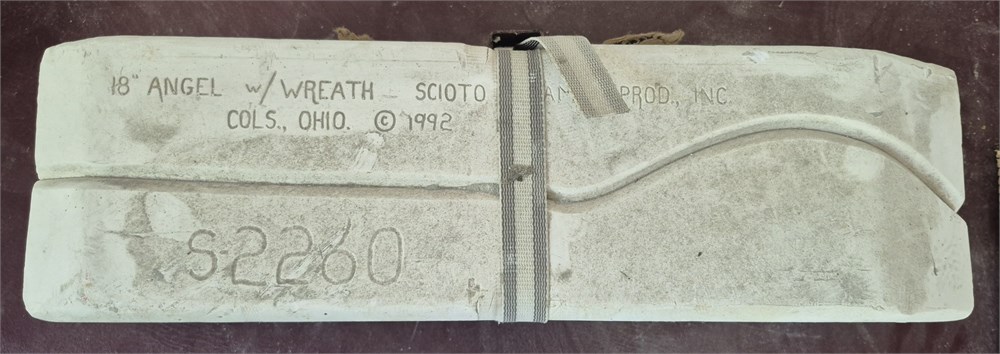 18" ANGEL w/ WREATH - SCIOTO PROD., INC.
COLS., OHIO. © 1992
S2260